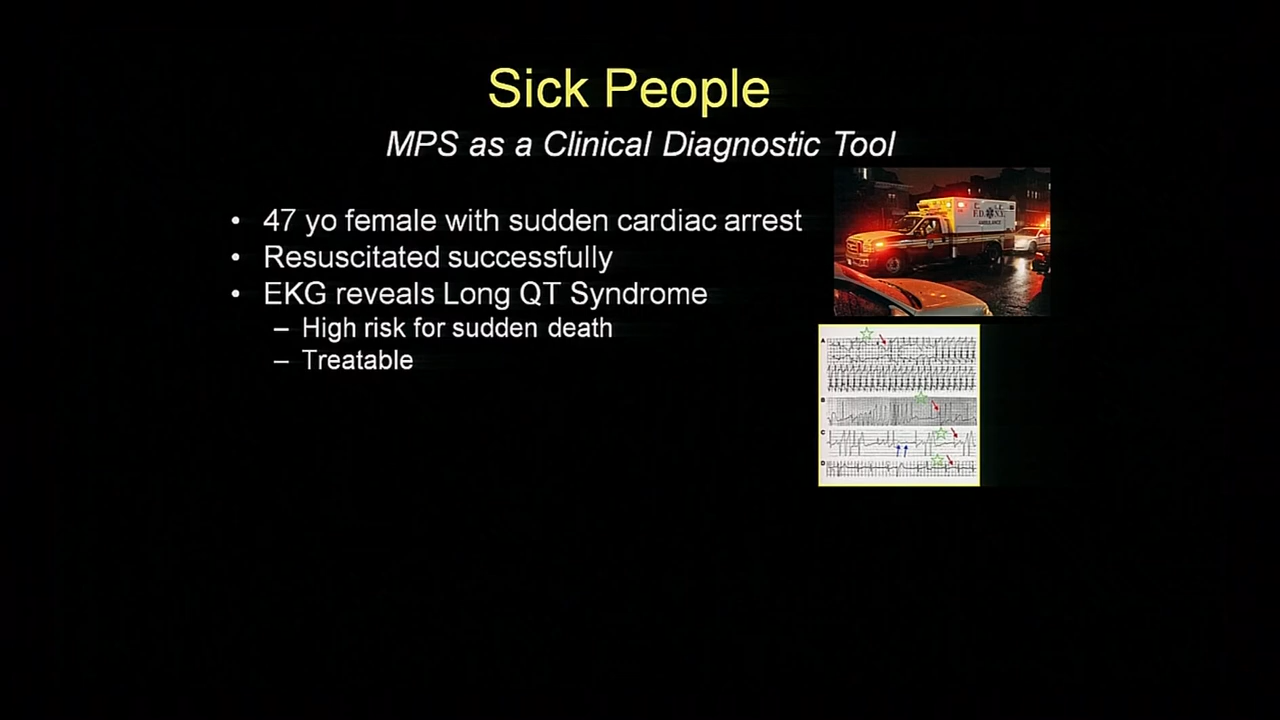 Sick People
MPS as a Clinical Diagnostic Tool
• 47 yo female with sudden cardiac arrest
• Resuscitated successfully
• EKG reveals Long QT Syndrome
– High risk for sudden death
– Treatable
F.D. N.Y.
AMBULANCE
A
B
C
D